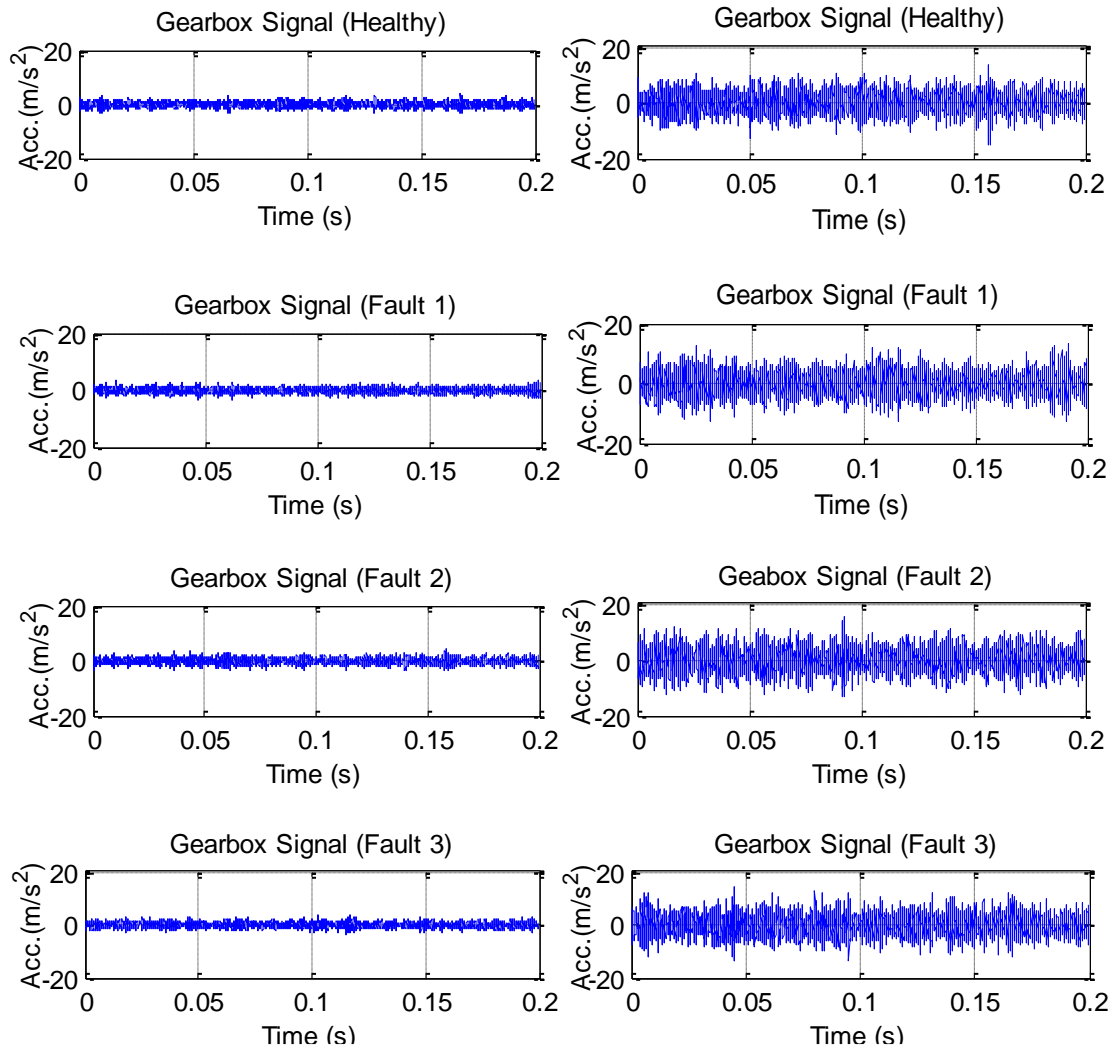 Gearbox Signal (Healthy)
Acc.(m/s²)
20
0
-20
0 0.05 0.1 0.15 0.2
Time (s)
Gearbox Signal (Healthy)
Acc.(m/s²)
20
0
-20
0 0.05 0.1 0.15 0.2
Time (s)
Gearbox Signal (Fault 1)
Acc.(m/s²)
20
0
-20
0 0.05 0.1 0.15 0.2
Time (s)
Gearbox Signal (Fault 1)
Acc.(m/s²)
20
0
-20
0 0.05 0.1 0.15 0.2
Time (s)
Gearbox Signal (Fault 2)
Acc.(m/s²)
20
0
-20
0 0.05 0.1 0.15 0.2
Time (s)
Geabox Signal (Fault 2)
Acc.(m/s²)
20
0
-20
0 0.05 0.1 0.15 0.2
Time (s)
Gearbox Signal (Fault 3)
Acc.(m/s²)
20
0
-20
0 0.05 0.1 0.15 0.2
Time (s)
Gearbox Signal (Fault 3)
Acc.(m/s²)
20
0
-20
0 0.05 0.1 0.15 0.2
Time (s)